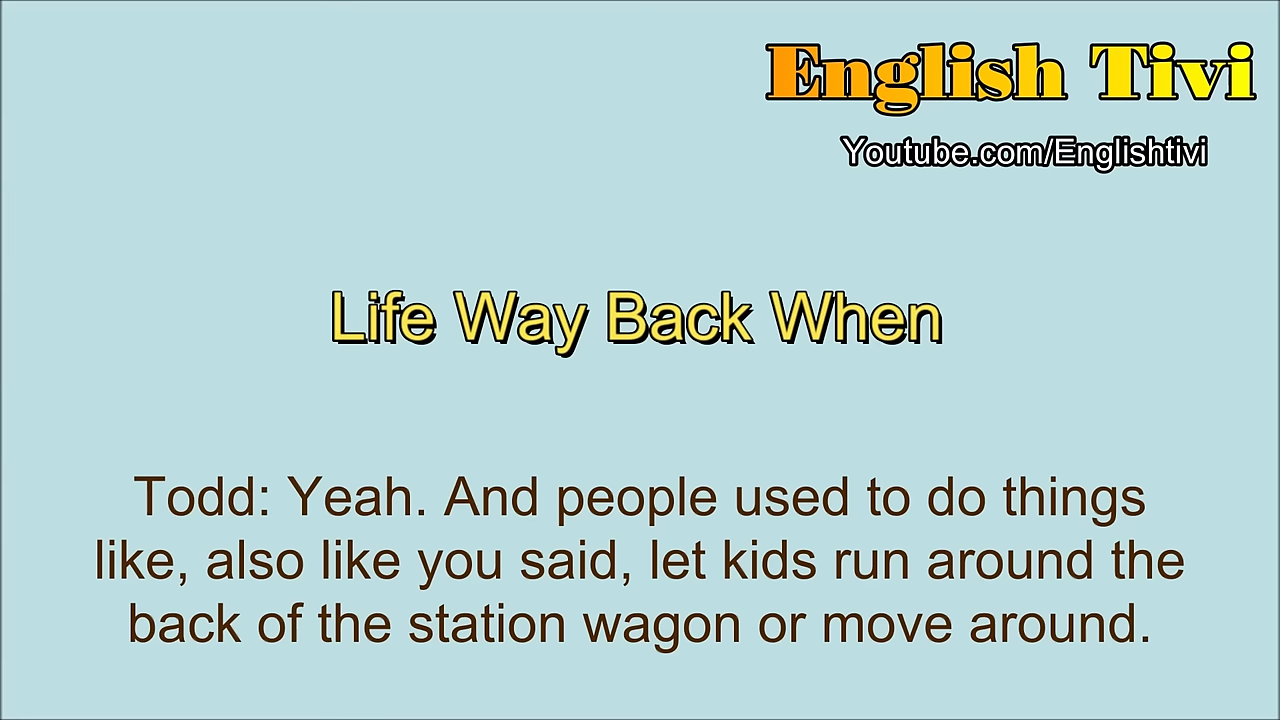 English Tivi
Youtube.com/Englishtivi
Life Way Back When
Todd: Yeah. And people used to do things
like, also like you said, let kids run around the
back of the station wagon or move around.